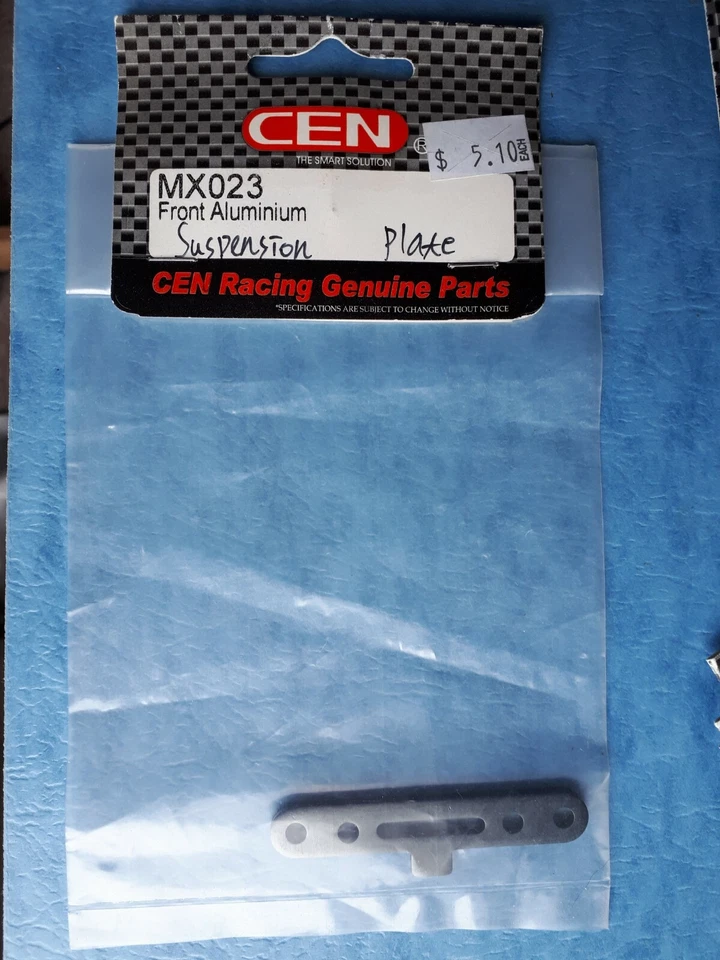 CEN
®
THE SMART SOLUTION
$ 5.10 EACH
MX023
Front Aluminium
Suspension Plate
CEN Racing Genuine Parts
*SPECIFICATIONS ARE SUBJECT TO CHANGE WITHOUT NOTICE